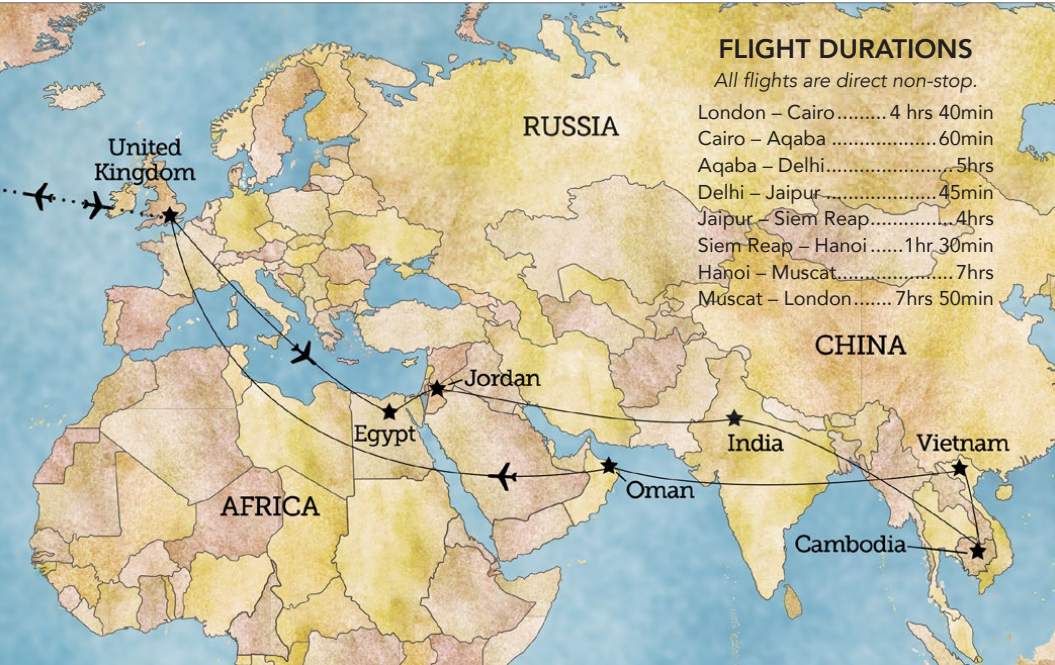 FLIGHT DURATIONS
All flights are direct non-stop.
London – Cairo.........4 hrs 40min
Cairo – Aqaba ...................60min
Aqaba – Delhi........................5hrs
Delhi – Jaipur.....................45min
Jaipur – Siem Reap................4hrs
Siem Reap – Hanoi......1hr 30min
Hanoi – Muscat.....................7hrs
Muscat – London.......7hrs 50min
RUSSIA
United
Kingdom
CHINA
Jordan
Egypt
India
Vietnam
Oman
AFRICA
Cambodia